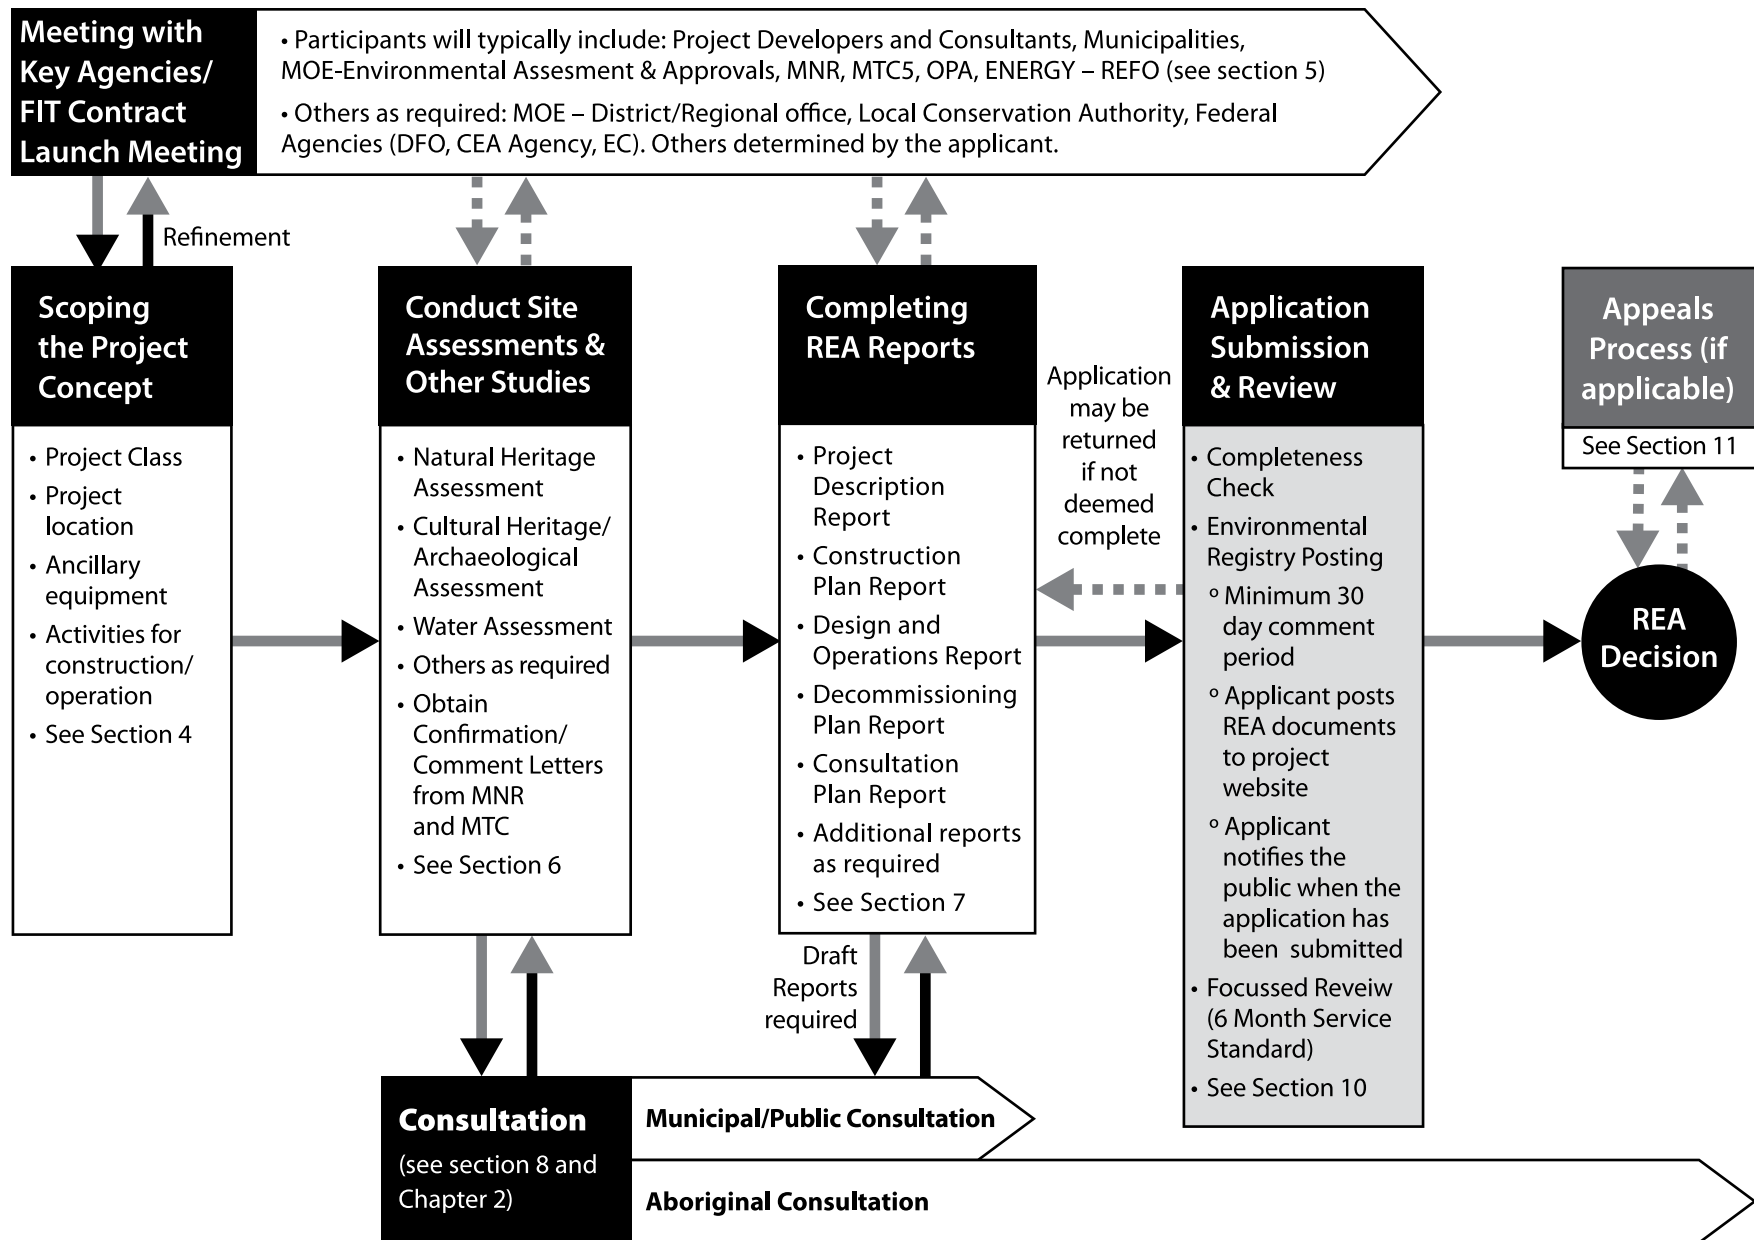 Meeting with
Key Agencies/
FIT Contract
Launch Meeting
• Participants will typically include: Project Developers and Consultants, Municipalities,
MOE-Environmental Assesment & Approvals, MNR, MTC5, OPA, ENERGY – REFO (see section 5)
• Others as required: MOE – District/Regional office, Local Conservation Authority, Federal
Agencies (DFO, CEA Agency, EC). Others determined by the applicant.
Refinement
Scoping
the Project
Concept
• Project Class
• Project
location
• Ancillary
equipment
• Activities for
construction/
operation
• See Section 4
Conduct Site
Assessments &
Other Studies
• Natural Heritage
Assessment
• Cultural Heritage/
Archaeological
Assessment
• Water Assessment
• Others as required
• Obtain
Confirmation/
Comment Letters
from MNR
and MTC
• See Section 6
Completing
REA Reports
• Project
Description
Report
• Construction
Plan Report
• Design and
Operations Report
• Decommissioning
Plan Report
• Consultation
Plan Report
• Additional reports
as required
• See Section 7
Application
may be
returned
if not
deemed
complete
Application
Submission
& Review
• Completeness
Check
• Environmental
Registry Posting
º Minimum 30
day comment
period
º Applicant posts
REA documents
to project
website
º Applicant
notifies the
public when the
application has
been submitted
• Focussed Reveiw
(6 Month Service
Standard)
• See Section 10
Appeals
Process (if
applicable)
See Section 11
REA
Decision
Draft
Reports
required
Consultation
(see section 8 and
Chapter 2)
Municipal/Public Consultation
Aboriginal Consultation